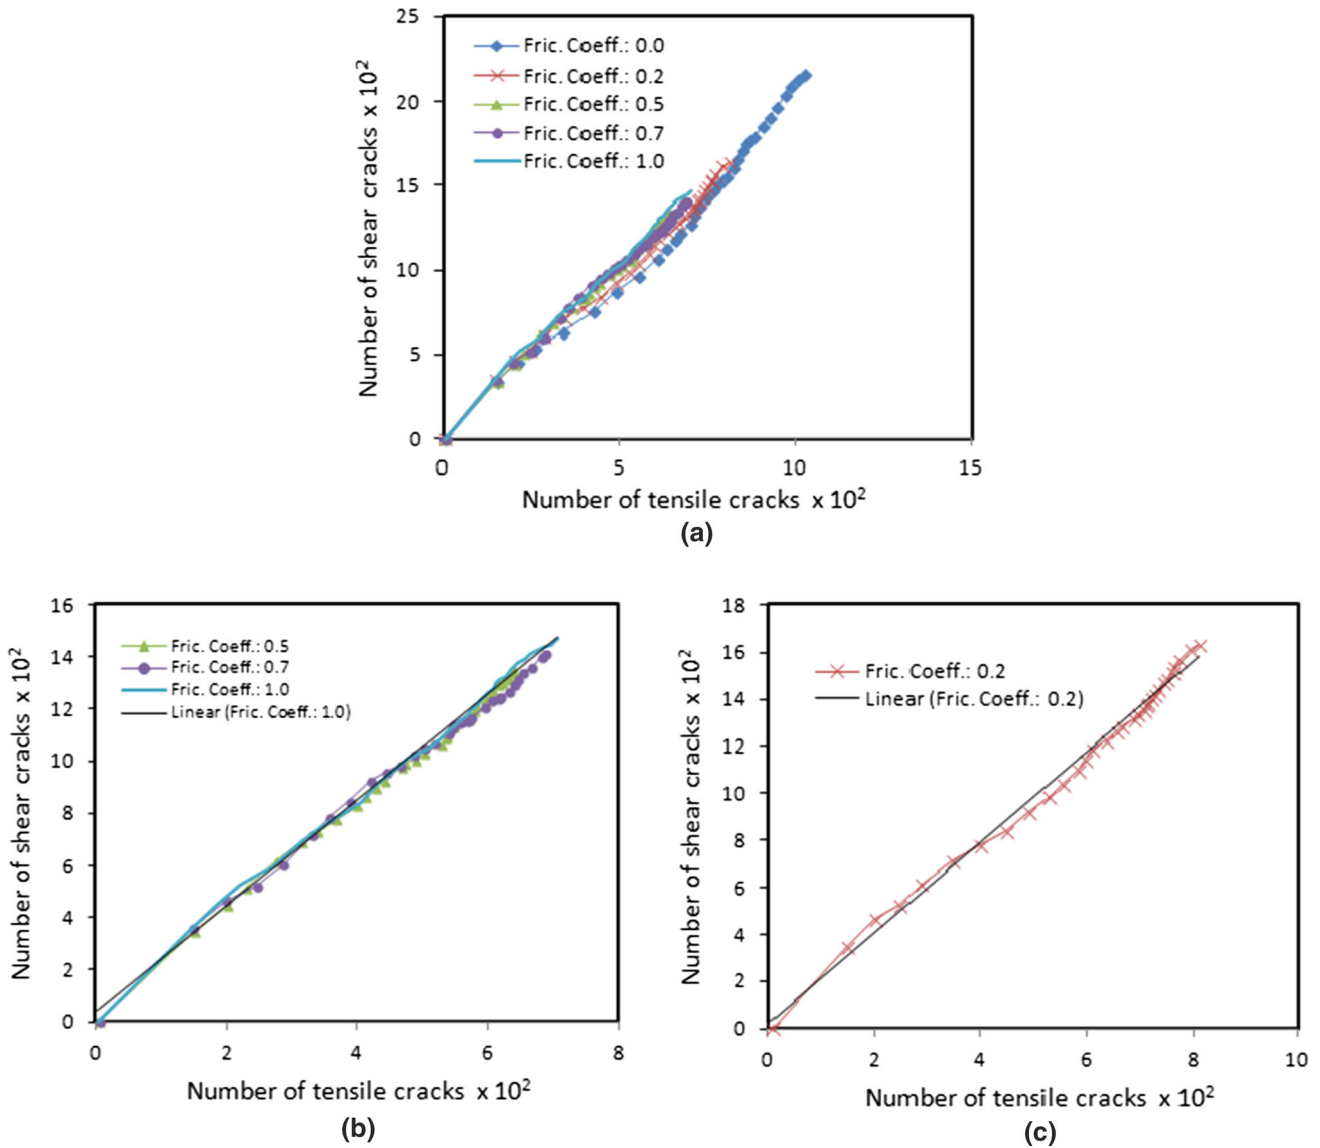 25
20
15
10
5
0
Number of shear cracks x 10²
Fric. Coeff.: 0.0
Fric. Coeff.: 0.2
Fric. Coeff.: 0.5
Fric. Coeff.: 0.7
Fric. Coeff.: 1.0
0 5 10 15
Number of tensile cracks x 10²
(a)
16
14
12
10
8
6
4
2
0
Number of shear cracks x 10²
Fric. Coeff.: 0.5
Fric. Coeff.: 0.7
Fric. Coeff.: 1.0
Linear (Fric. Coeff.: 1.0)
0 2 4 6 8
Number of tensile cracks x 10²
(b)
18
16
14
12
10
8
6
4
2
0
Number of shear cracks x 10²
Fric. Coeff.: 0.2
Linear (Fric. Coeff.: 0.2)
0 2 4 6 8 10
Number of tensile cracks x 10²
(c)